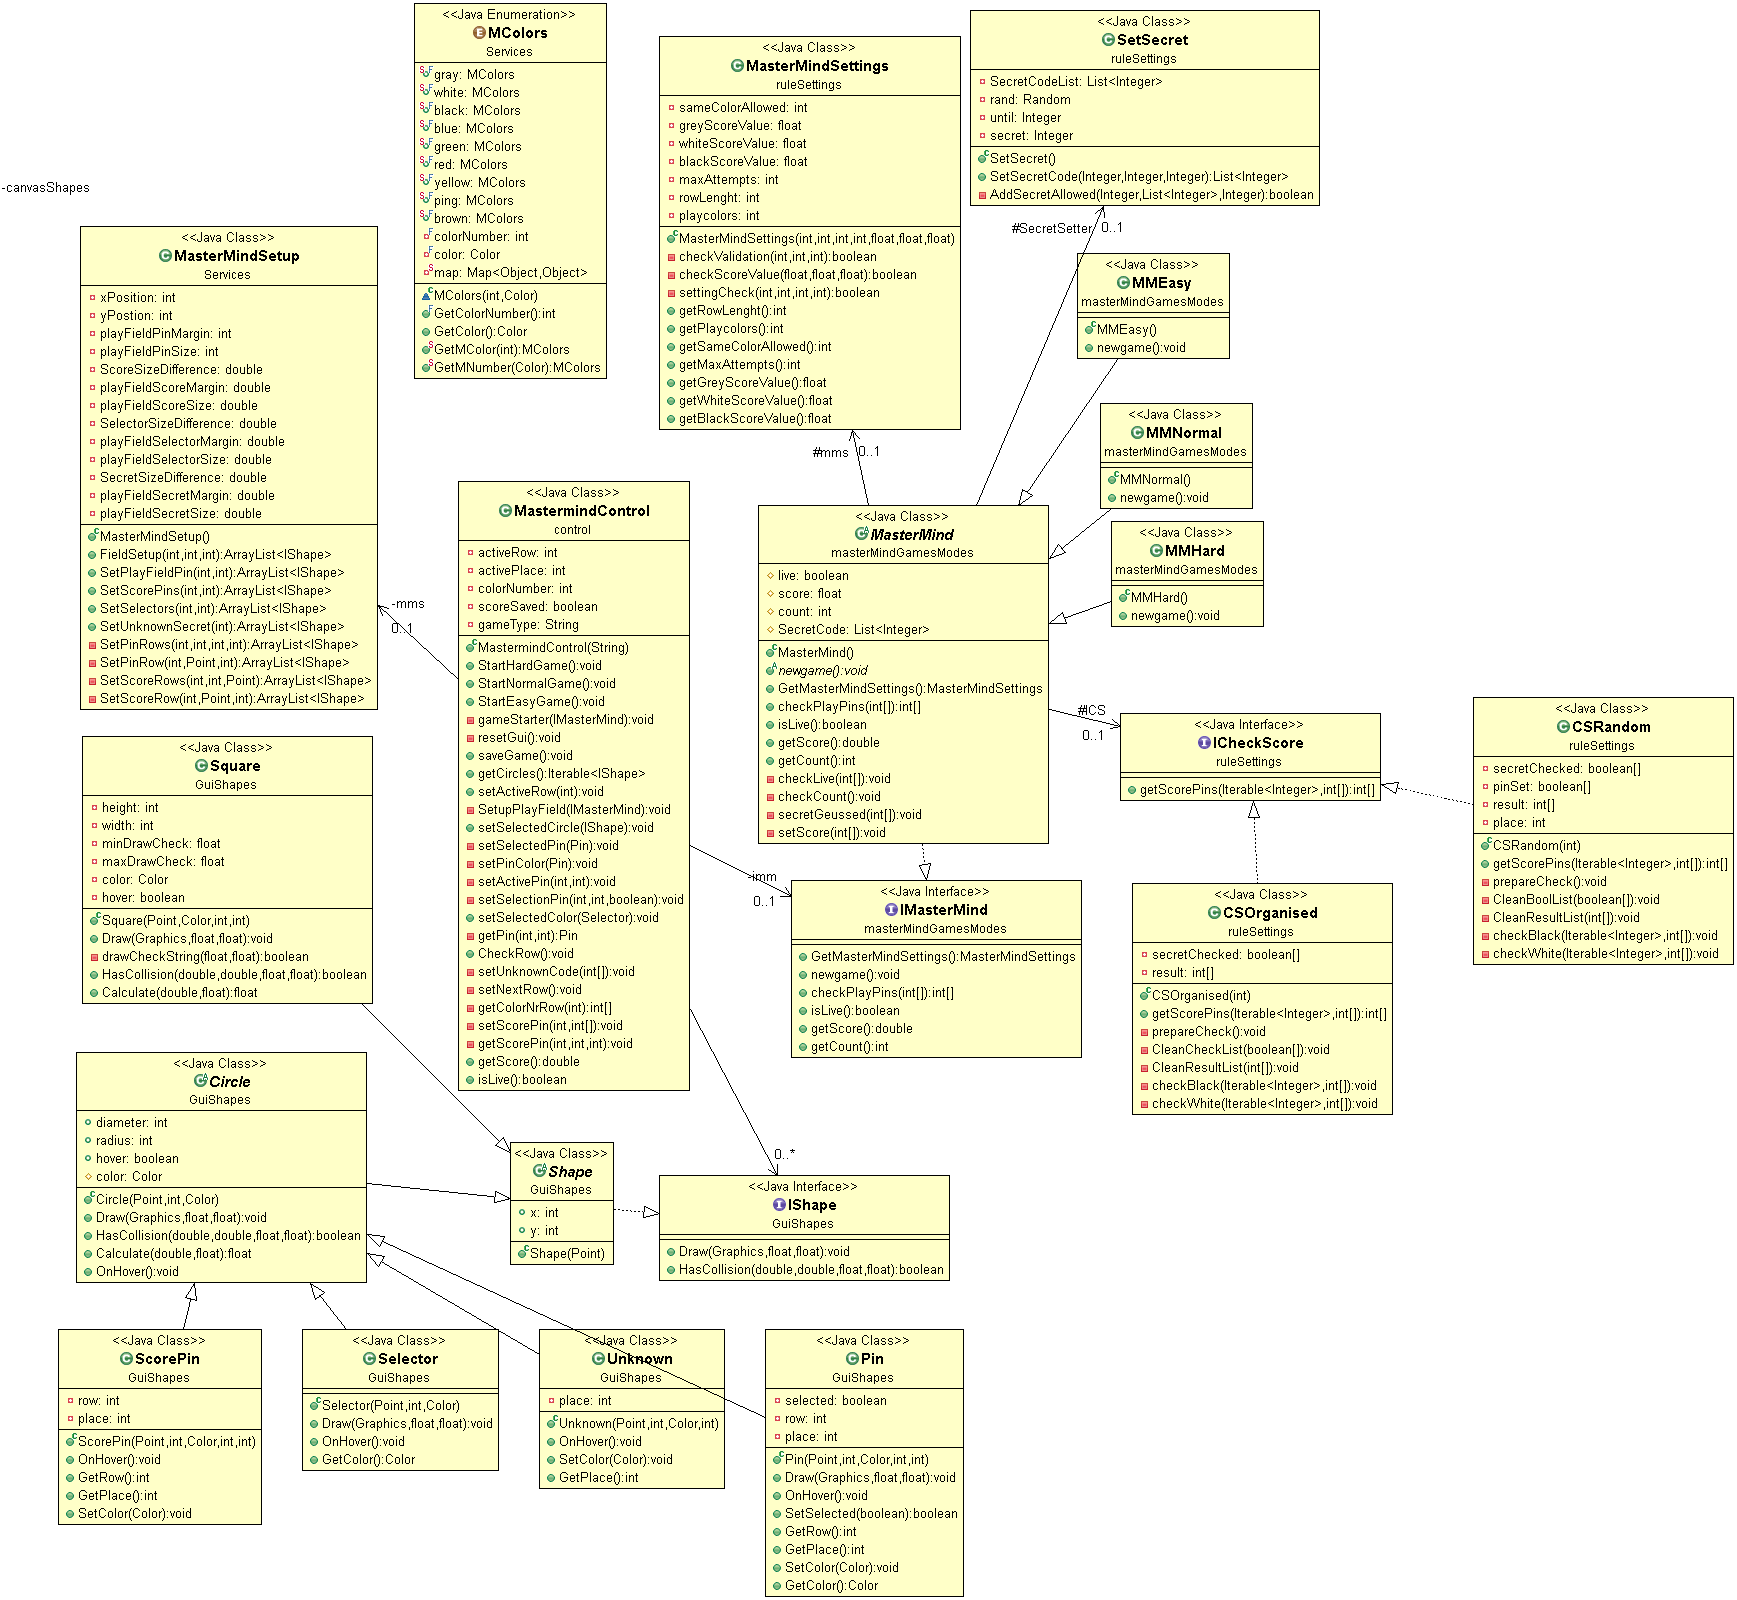 <<Java Enumeration>>
MColors
Services
gray: MColors
white: MColors
black: MColors
blue: MColors
green: MColors
red: MColors
yellow: MColors
ping: MColors
brown: MColors
colorNumber: int
color: Color
map: Map<Object,Object>
MColors(int,Color)
GetColorNumber():int
GetColor():Color
GetMColor(int):MColors
GetMNumber(Color):MColors
<<Java Class>>
MasterMindSettings
ruleSettings
sameColorAllowed: int
greyScoreValue: float
whiteScoreValue: float
blackScoreValue: float
maxAttempts: int
rowLenght: int
playcolors: int
MasterMindSettings(int,int,int,int,float,float,float)
checkValidation(int,int,int):boolean
checkScoreValue(float,float,float):boolean
settingCheck(int,int,int,int):boolean
getRowLenght():int
getPlaycolors():int
getSameColorAllowed():int
getMaxAttempts():int
getGreyScoreValue():float
getWhiteScoreValue():float
getBlackScoreValue():float
<<Java Class>>
SetSecret
ruleSettings
SecretCodeList: List<Integer>
rand: Random
until: Integer
secret: Integer
SetSecret()
SetSecretCode(Integer,Integer,Integer):List<Integer>
AddSecretAllowed(Integer,List<Integer>,Integer):boolean
-canvasShapes
#SecretSetter
0..1
<<Java Class>>
MasterMindSetup
Services
xPosition: int
yPostion: int
playFieldPinMargin: int
playFieldPinSize: int
ScoreSizeDifference: double
playFieldScoreMargin: double
playFieldScoreSize: double
SelectorSizeDifference: double
playFieldSelectorMargin: double
playFieldSelectorSize: double
SecretSizeDifference: double
playFieldSecretMargin: double
playFieldSecretSize: double
MasterMindSetup()
FieldSetup(int,int,int):ArrayList<IShape>
SetPlayFieldPin(int,int):ArrayList<IShape>
SetScorePins(int,int):ArrayList<IShape>
SetSelectors(int,int):ArrayList<IShape>
SetUnknownSecret(int):ArrayList<IShape>
SetPinRows(int,int,int,int):ArrayList<IShape>
SetPinRow(int,Point,int):ArrayList<IShape>
SetScoreRows(int,int,Point):ArrayList<IShape>
SetScoreRow(int,Point,int):ArrayList<IShape>
<<Java Class>>
MMEasy
masterMindGamesModes
MMEasy()
newgame():void
<<Java Class>>
MMNormal
masterMindGamesModes
MMNormal()
newgame():void
#mms
0..1
<<Java Class>>
MastermindControl
control
activeRow: int
activePlace: int
colorNumber: int
scoreSaved: boolean
gameType: String
MastermindControl(String)
StartHardGame():void
StartNormalGame():void
StartEasyGame():void
gameStarter(IMasterMind):void
resetGui():void
saveGame():void
getCircles():Iterable<IShape>
setActiveRow(int):void
SetupPlayField(IMasterMind):void
setSelectedCircle(IShape):void
setSelectedPin(Pin):void
setPinColor(Pin):void
setActivePin(int,int):void
setSelectionPin(int,int,boolean):void
setSelectedColor(Selector):void
getPin(int,int):Pin
CheckRow():void
setUnknownCode(int[]):void
setNextRow():void
getColorNrRow(int):int[]
setScorePin(int,int[]):void
getScorePin(int,int,int):void
getScore():double
isLive():boolean
<<Java Class>>
MasterMind
masterMindGamesModes
live: boolean
score: float
count: int
SecretCode: List<Integer>
MasterMind()
newgame():void
GetMasterMindSettings():MasterMindSettings
checkPlayPins(int[]):int[]
isLive():boolean
getScore():double
getCount():int
checkLive(int[]):void
checkCount():void
secretGeussed(int[]):void
setScore(int[]):void
<<Java Class>>
MMHard
masterMindGamesModes
MMHard()
newgame():void
-mms
0..1
#ICS
0..1
<<Java Interface>>
ICheckScore
ruleSettings
getScorePins(Iterable<Integer>,int[]):int[]
<<Java Class>>
CSRandom
ruleSettings
secretChecked: boolean[]
pinSet: boolean[]
result: int[]
place: int
CSRandom(int)
getScorePins(Iterable<Integer>,int[]):int[]
prepareCheck():void
CleanBoolList(boolean[]):void
CleanResultList(int[]):void
checkBlack(Iterable<Integer>,int[]):void
checkWhite(Iterable<Integer>,int[]):void
<<Java Class>>
Square
GuiShapes
height: int
width: int
minDrawCheck: float
maxDrawCheck: float
color: Color
hover: boolean
Square(Point,Color,int,int)
Draw(Graphics,float,float):void
drawCheckString(float,float):boolean
HasCollision(double,double,float,float):boolean
Calculate(double,float):float
-imm
0..1
<<Java Interface>>
IMasterMind
masterMindGamesModes
GetMasterMindSettings():MasterMindSettings
newgame():void
checkPlayPins(int[]):int[]
isLive():boolean
getScore():double
getCount():int
<<Java Class>>
CSOrganised
ruleSettings
secretChecked: boolean[]
result: int[]
CSOrganised(int)
getScorePins(Iterable<Integer>,int[]):int[]
prepareCheck():void
CleanCheckList(boolean[]):void
CleanResultList(int[]):void
checkBlack(Iterable<Integer>,int[]):void
checkWhite(Iterable<Integer>,int[]):void
<<Java Class>>
Circle
GuiShapes
diameter: int
radius: int
hover: boolean
color: Color
Circle(Point,int,Color)
Draw(Graphics,float,float):void
HasCollision(double,double,float,float):boolean
Calculate(double,float):float
OnHover():void
<<Java Class>>
Shape
GuiShapes
x: int
y: int
Shape(Point)
0..*
<<Java Interface>>
IShape
GuiShapes
Draw(Graphics,float,float):void
HasCollision(double,double,float,float):boolean
<<Java Class>>
ScorePin
GuiShapes
row: int
place: int
ScorePin(Point,int,Color,int,int)
OnHover():void
GetRow():int
GetPlace():int
SetColor(Color):void
<<Java Class>>
Selector
GuiShapes
Selector(Point,int,Color)
Draw(Graphics,float,float):void
OnHover():void
GetColor():Color
<<Java Class>>
Unknown
GuiShapes
place: int
Unknown(Point,int,Color,int)
OnHover():void
SetColor(Color):void
GetPlace():int
<<Java Class>>
Pin
GuiShapes
selected: boolean
row: int
place: int
Pin(Point,int,Color,int,int)
Draw(Graphics,float,float):void
OnHover():void
SetSelected(boolean):boolean
GetRow():int
GetPlace():int
SetColor(Color):void
GetColor():Color